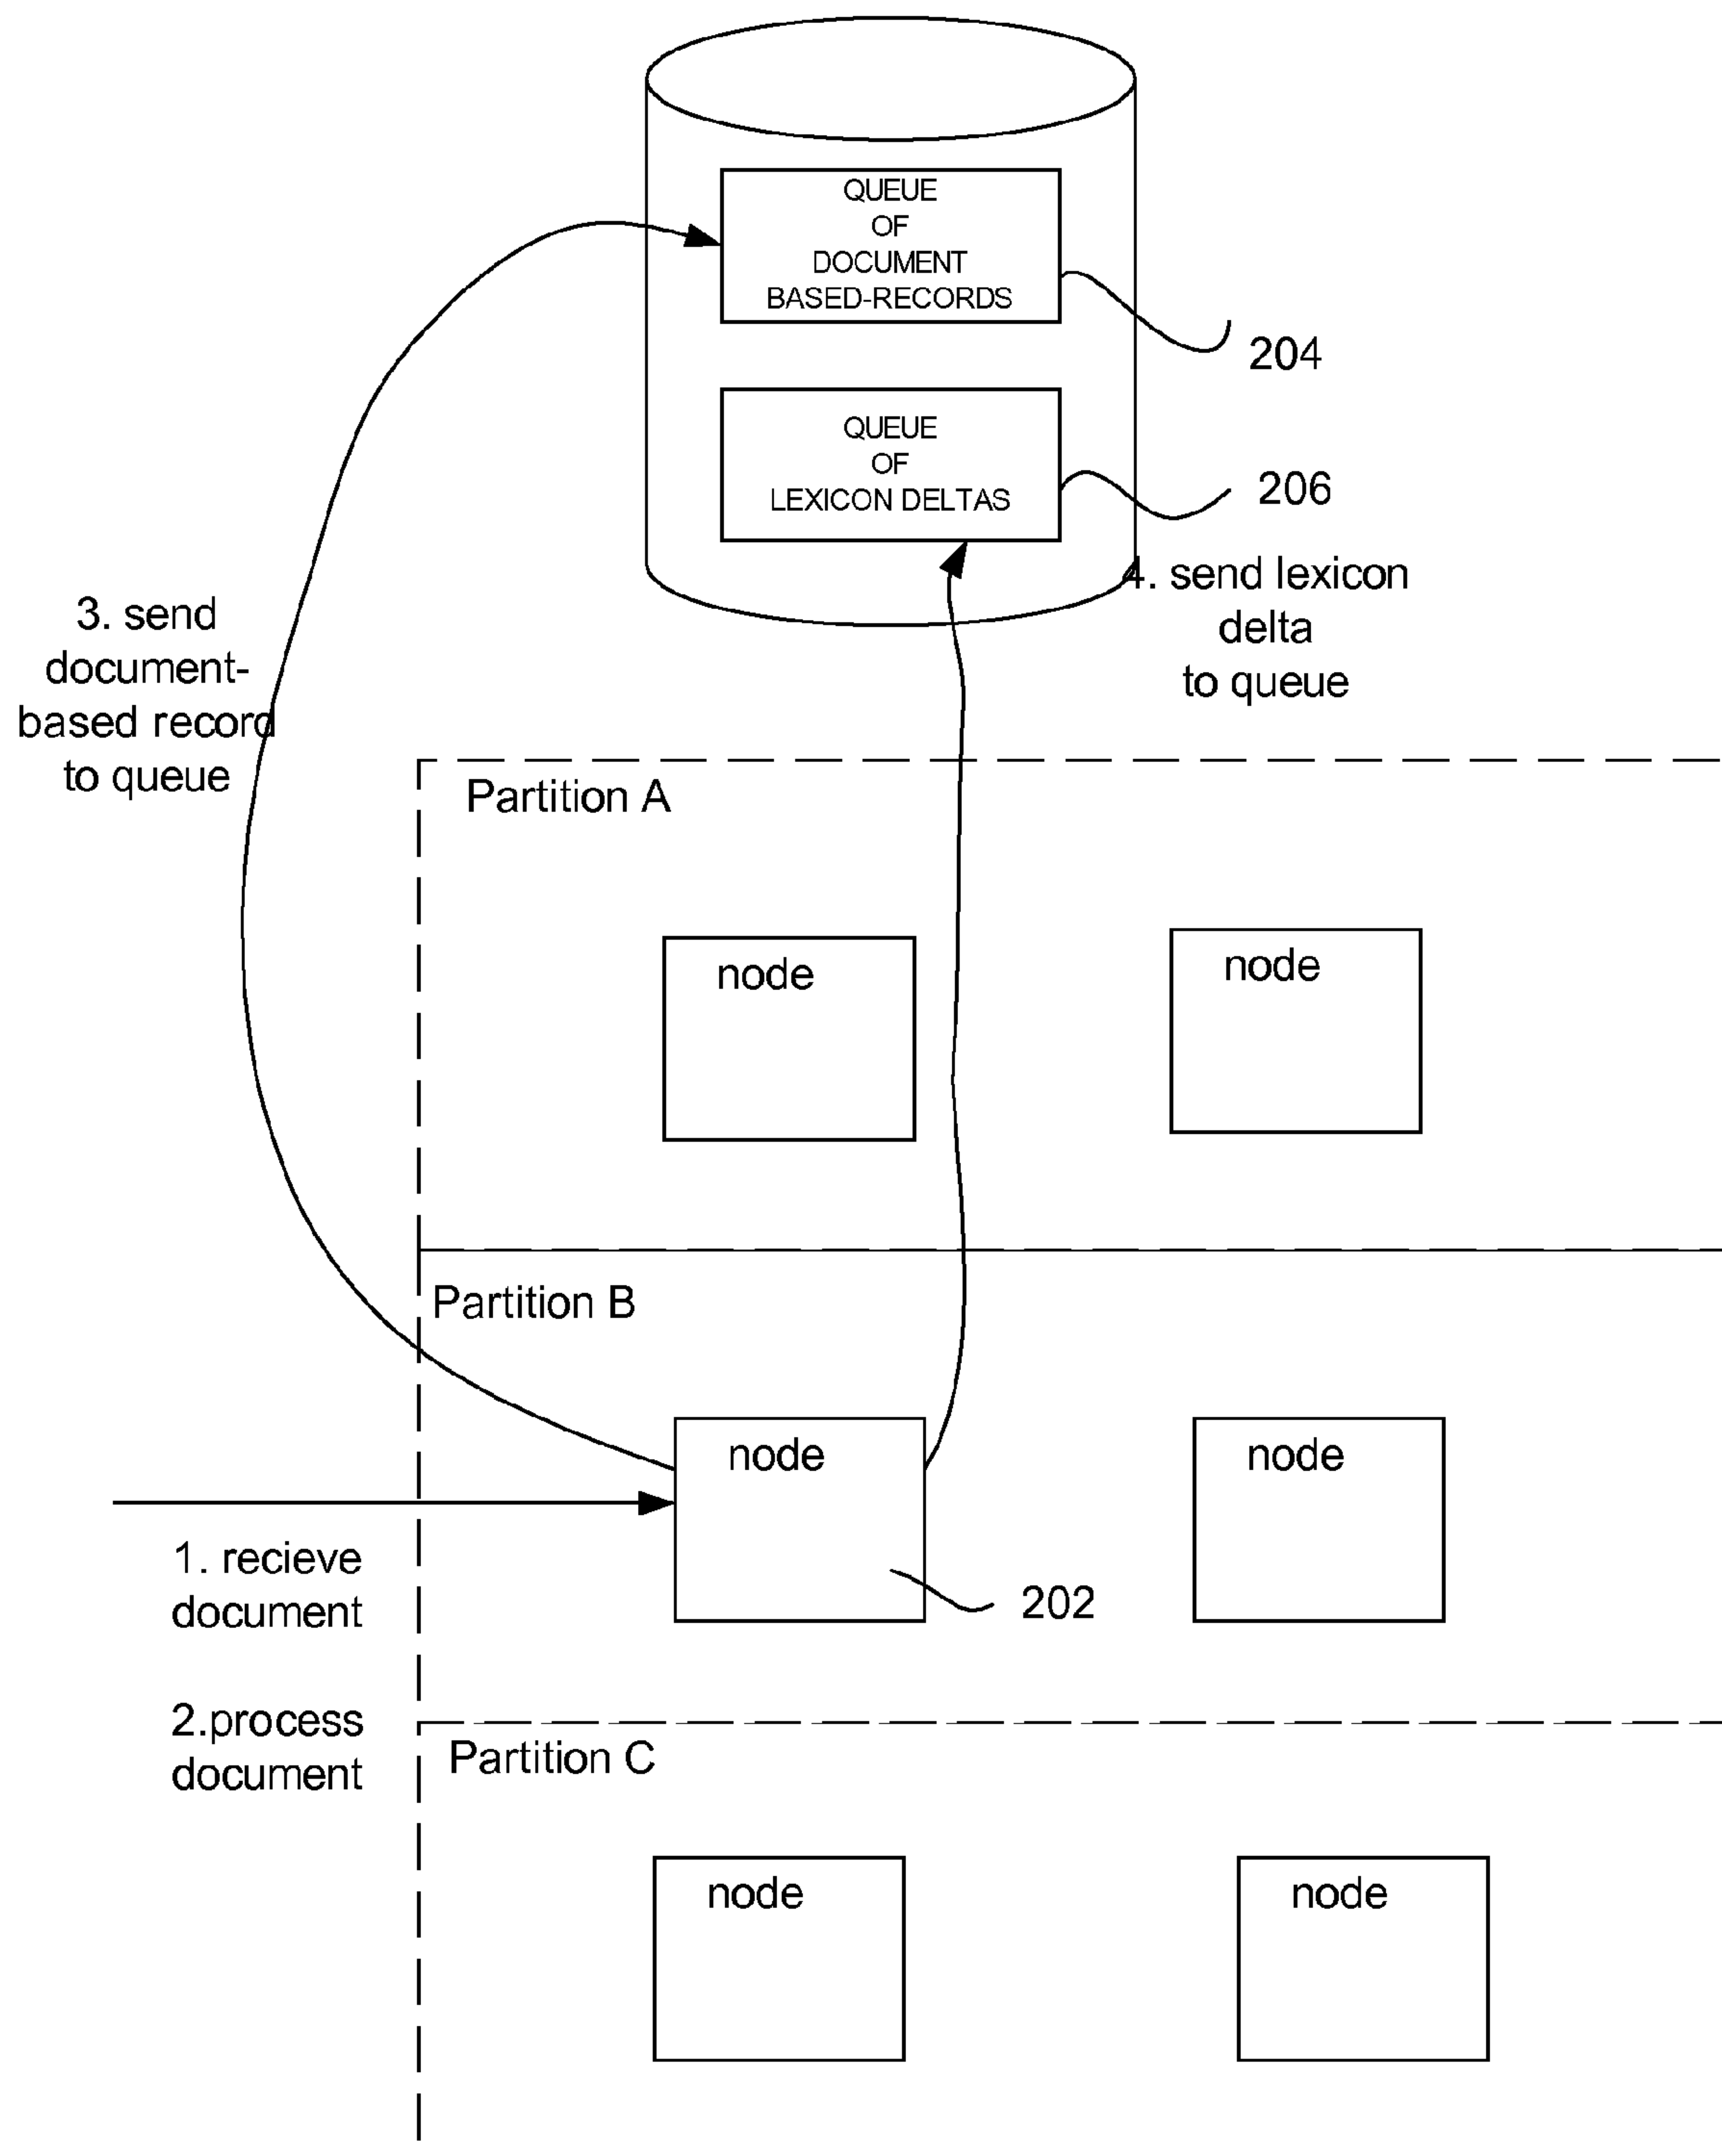 QUEUE
OF
DOCUMENT
BASED-RECORDS
204
QUEUE
OF
LEXICON DELTAS
206
4. send lexicon
delta
to queue
3. send
document-
based record
to queue
Partition A
node
node
Partition B
node
node
202
1. recieve
document
2.process
document
Partition C
node
node